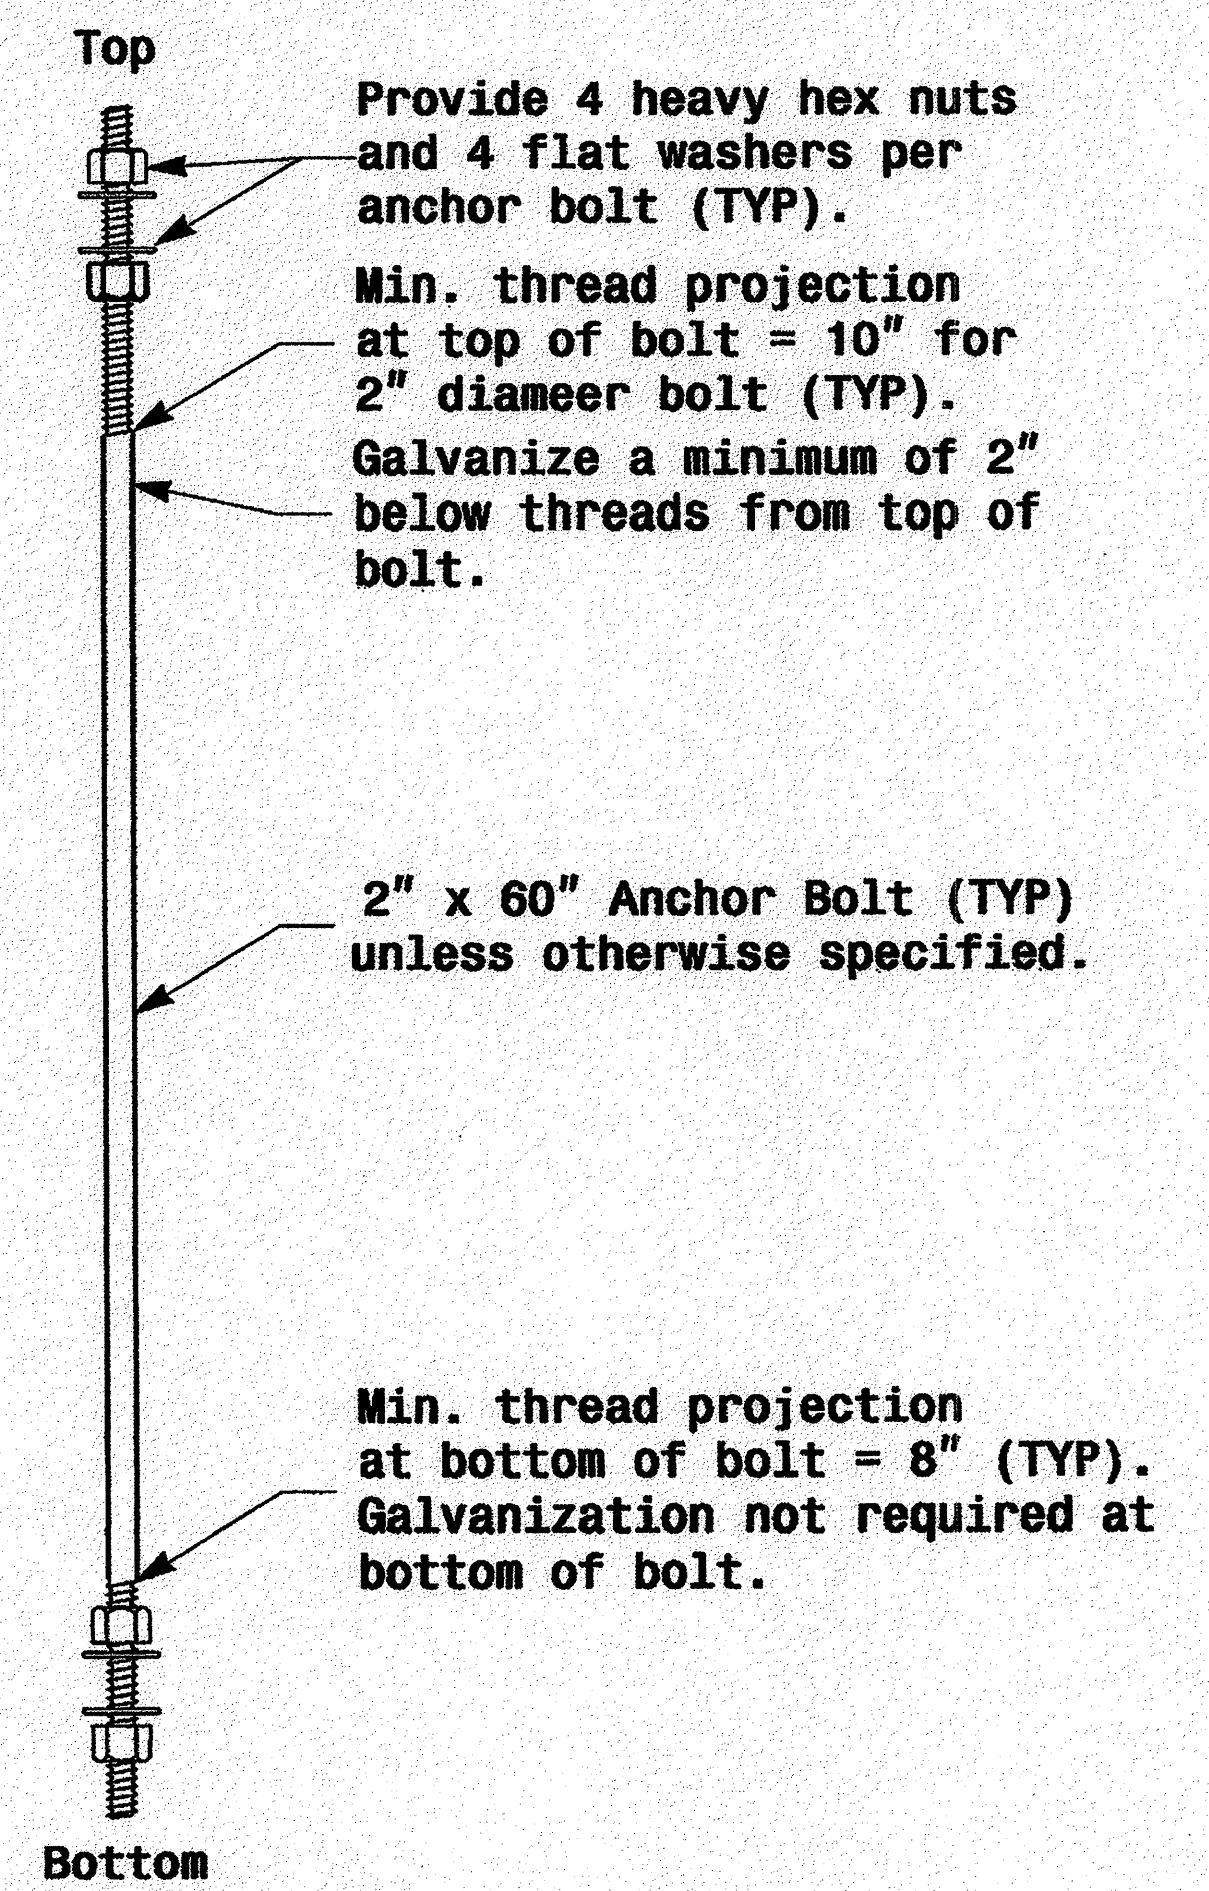 Top
Provide 4 heavy hex nuts
and 4 flat washers per
anchor bolt (TYP).
Min. thread projection
at top of bolt = 10" for
2" diameer bolt (TYP).
Galvanize a minimum of 2"
below threads from top of
bolt.
2" x 60" Anchor Bolt (TYP)
unless otherwise specified.
Min. thread projection
at bottom of bolt = 8" (TYP).
Galvanization not required at
bottom of bolt.
Bottom